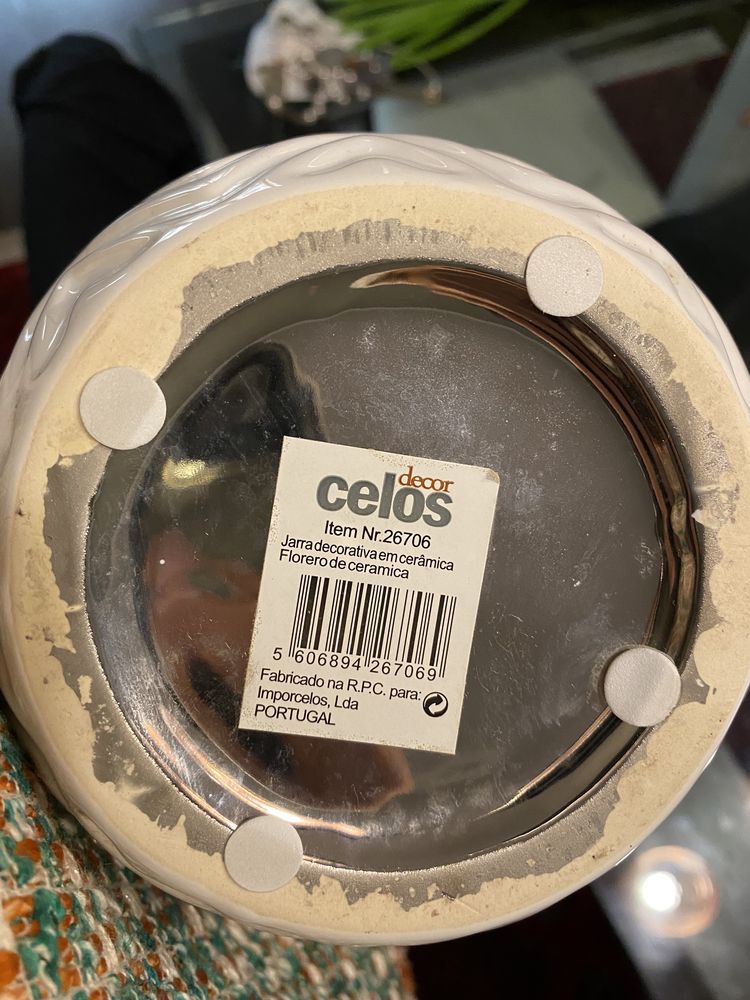 decor
celos
Item Nr.26706
Jarra decorativa em cerâmica
Florero de ceramica
5 606894 267069
Fabricado na R.P.C. para:
Imporcelos, Lda
PORTUGAL